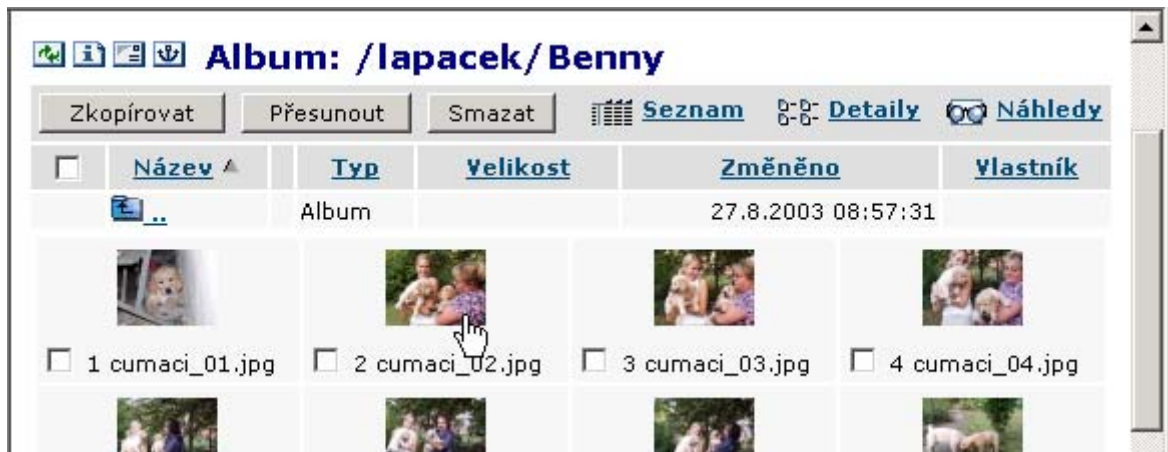 Album: /lapacek/Benny
Zkopírovat Přesunout Smazat Seznam Detaily Náhledy
Název Typ Velikost Změněno Vlastník
.. Album 27.8.2003 08:57:31
1 cumaci_01.jpg 2 cumaci_02.jpg 3 cumaci_03.jpg 4 cumaci_04.jpg